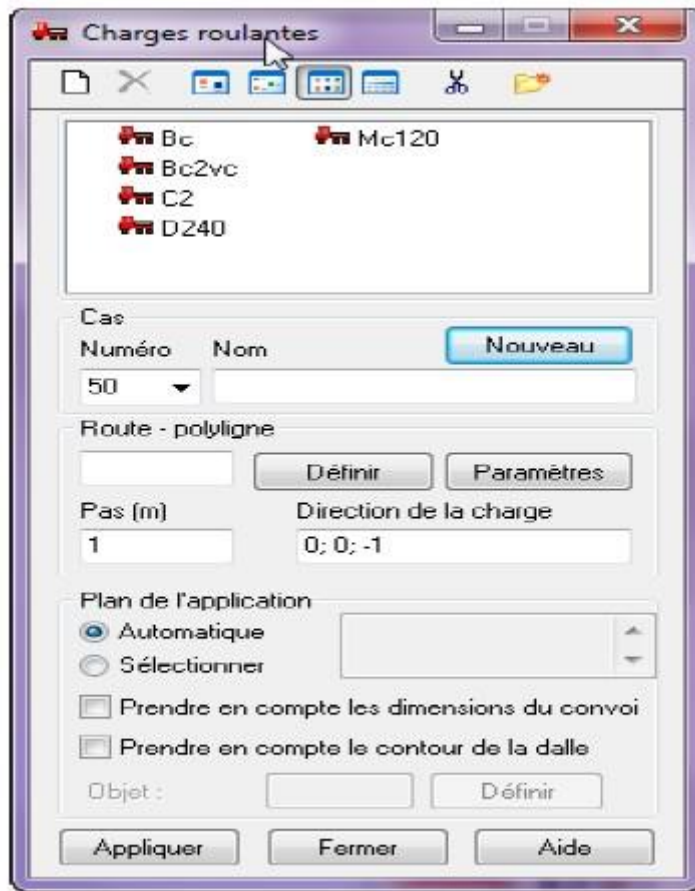 Charges roulantes
Bc Mc120
Bc2vc
C2
D240
Cas
Numéro Nom Nouveau
50
Route - polyligne
Définir Paramètres
Pas (m) Direction de la charge
1 0; 0; -1
Plan de l'application
Automatique
Sélectionner
Prendre en compte les dimensions du convoi
Prendre en compte le contour de la dalle
Objet : Définir
Appliquer Fermer Aide